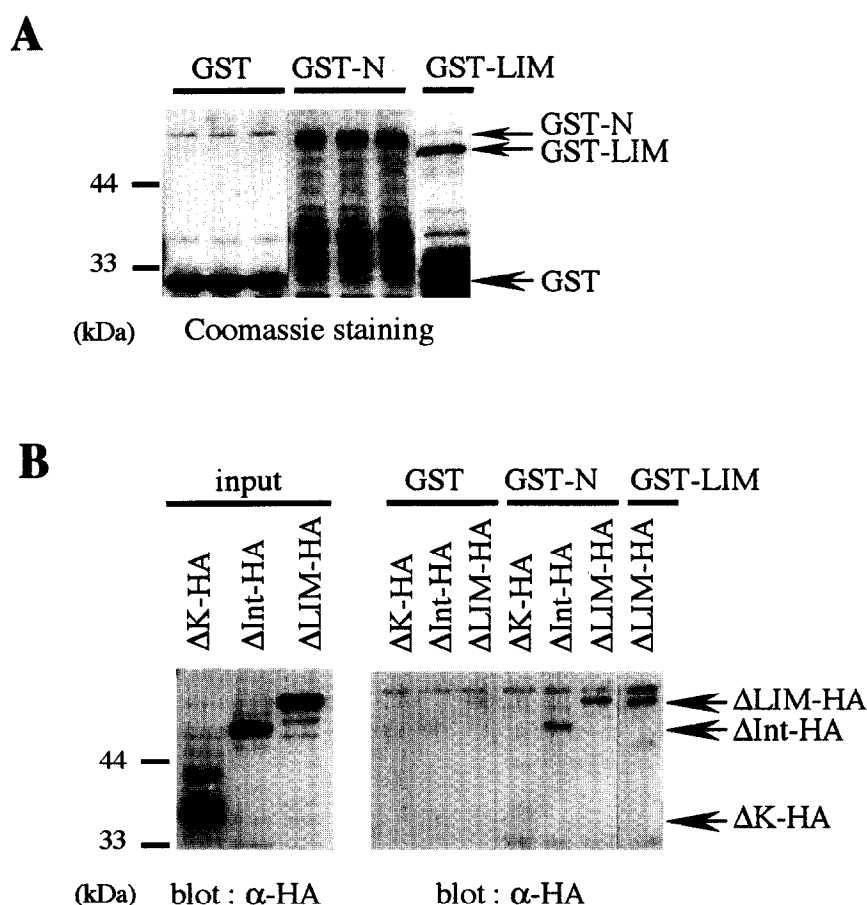 A
GST GST-N GST-LIM
GST-N
GST-LIM
44
33
GST
(kDa) Coomassie staining
B
input GST GST-N GST-LIM
ΔK-HA ΔInt-HA ΔLIM-HA ΔK-HA ΔInt-HA ΔLIM-HA ΔK-HA ΔInt-HA ΔLIM-HA ΔLIM-HA
ΔLIM-HA
ΔInt-HA
44
ΔK-HA
33
(kDa) blot : α-HA blot : α-HA